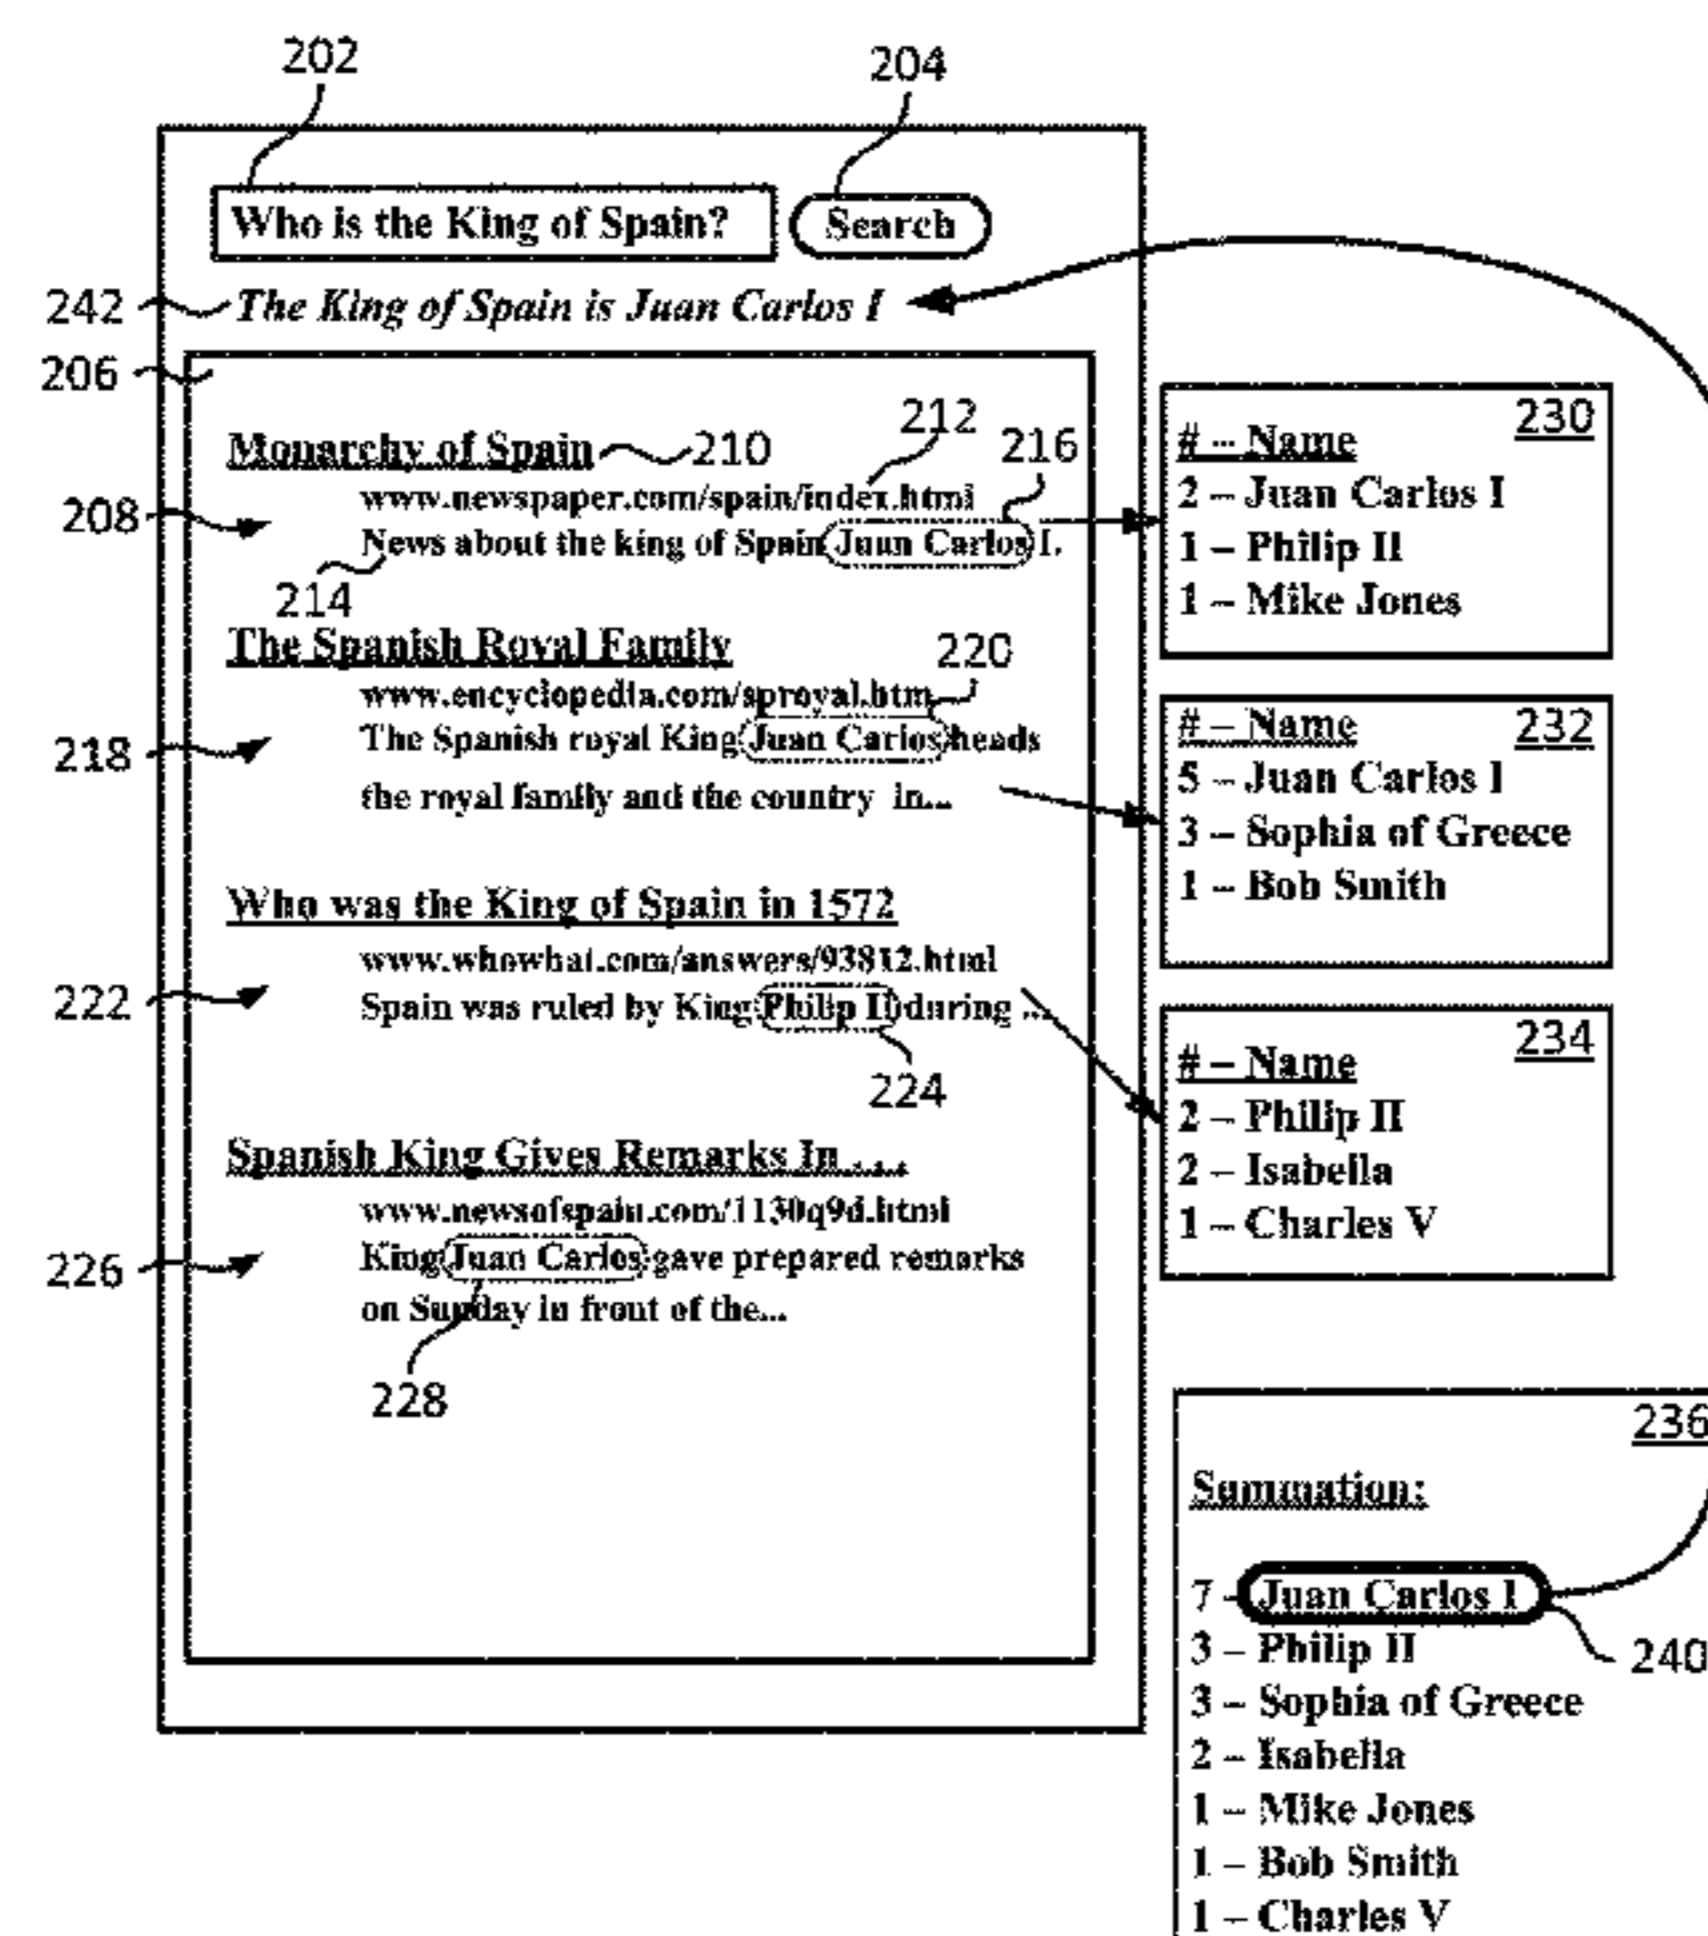 202
204
Who is the King of Spain? Search
242 The King of Spain is Juan Carlos I
206
Monarchy of Spain 210 212 216
www.newspaper.com/spain/index.html
208
News about the king of Spain Juan Carlos I.
214
The Spanish Royal Family 220
www.encyclopedia.com/sproyal.htm
The Spanish royal King Juan Carlos heads
218
the royal family and the country in...
Who was the King of Spain in 1572
www.whowhat.com/answers/93812.html
222
Spain was ruled by King Philip II during ...
224
Spanish King Gives Remarks In . . . .
www.newsofspain.com/1130q9d.html
226
King Juan Carlos gave prepared remarks
on Sunday in front of the...
228
230
# – Name
2 – Juan Carlos I
1 – Philip II
1 – Mike Jones
# – Name 232
5 – Juan Carlos I
3 – Sophia of Greece
1 – Bob Smith
234
# – Name
2 – Philip II
2 – Isabella
1 – Charles V
236
Summation:
7 – Juan Carlos I
3 – Philip II 240
3 – Sophia of Greece
2 – Isabella
1 – Mike Jones
1 – Bob Smith
1 – Charles V